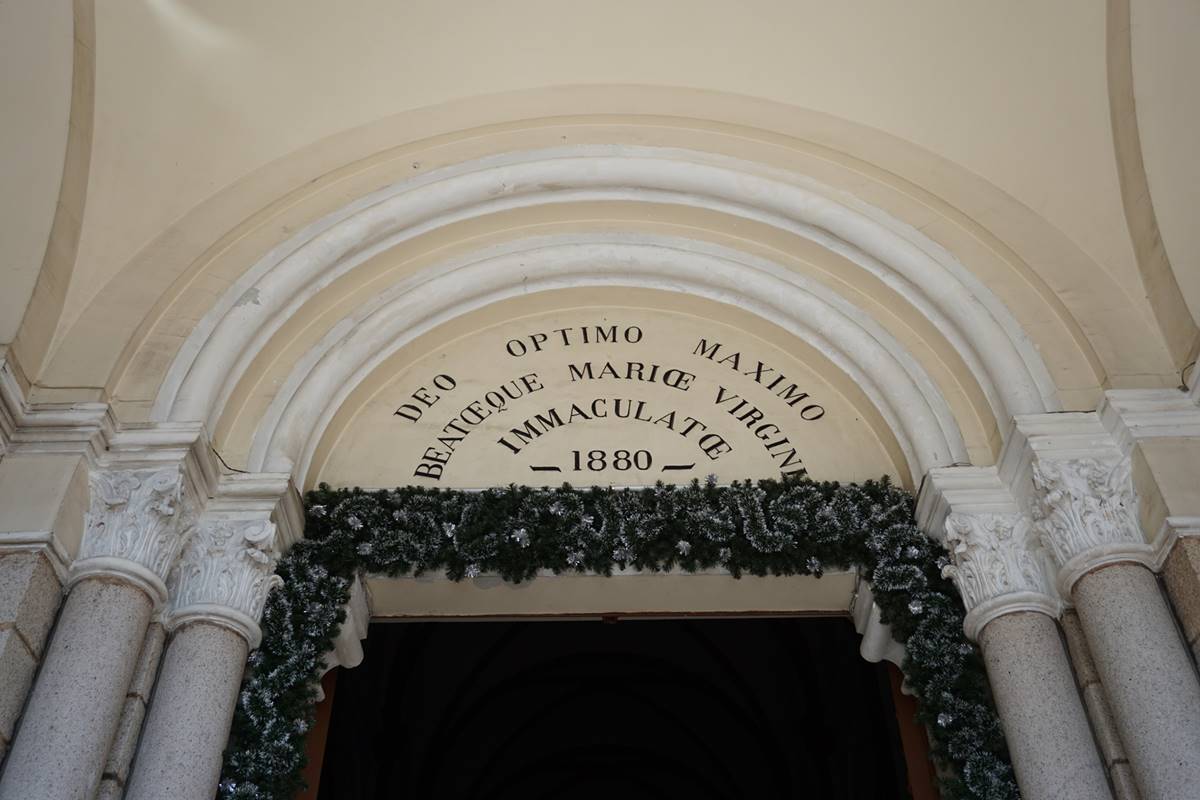 DEO OPTIMO MAXIMO
BEATŒQUE MARIŒ VIRGINI
IMMACULATŒ
1880